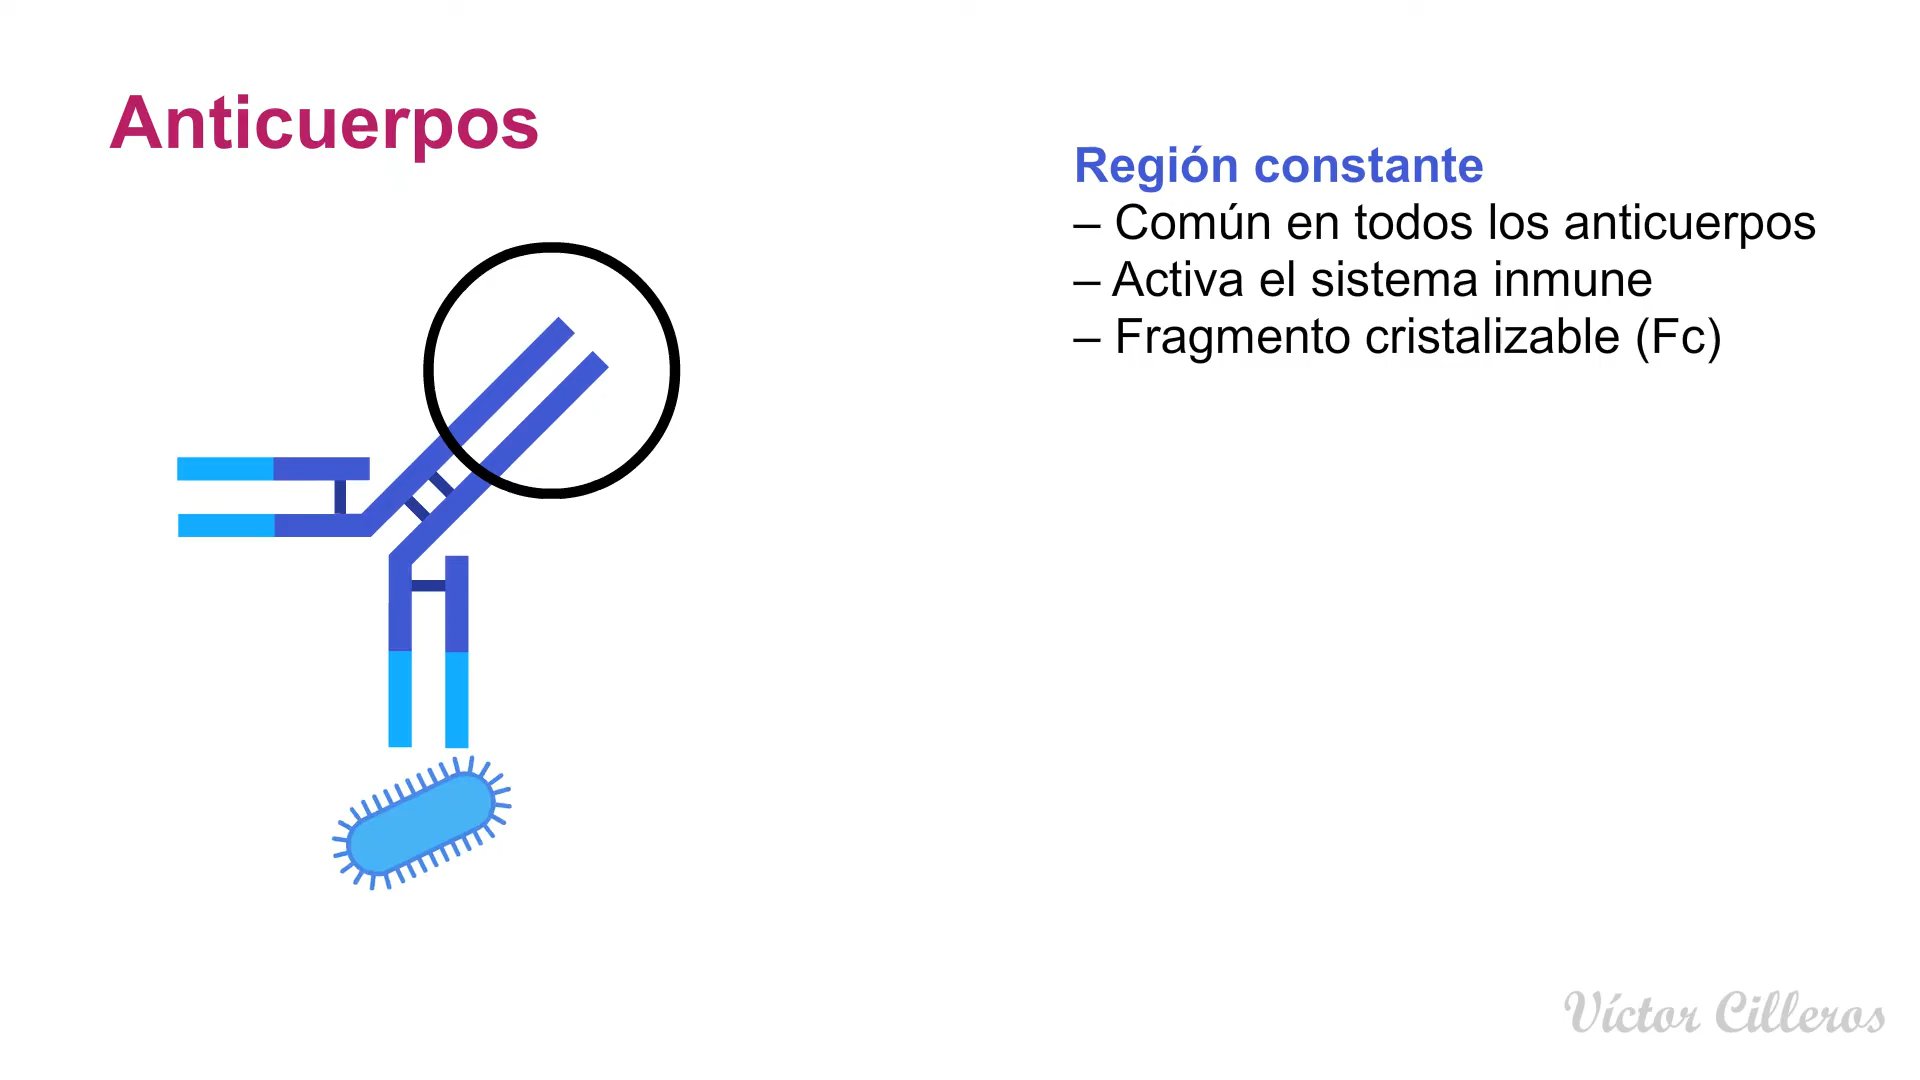 Anticuerpos
Región constante
– Común en todos los anticuerpos
– Activa el sistema inmune
– Fragmento cristalizable (Fc)
Víctor Cilleros